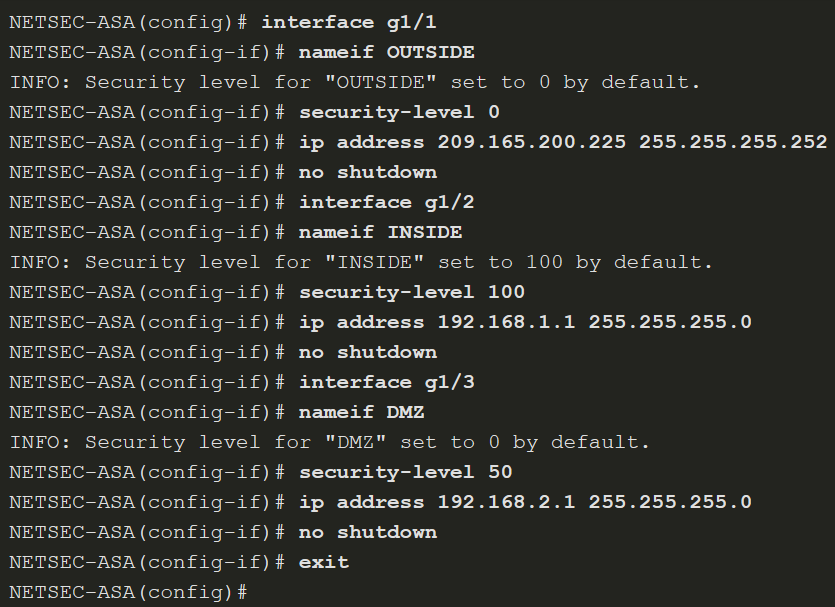 NETSEC-ASA(config)# interface g1/1
NETSEC-ASA(config-if)# nameif OUTSIDE
INFO: Security level for "OUTSIDE" set to 0 by default.
NETSEC-ASA(config-if)# security-level 0
NETSEC-ASA(config-if)# ip address 209.165.200.225 255.255.255.252
NETSEC-ASA(config-if)# no shutdown
NETSEC-ASA(config-if)# interface g1/2
NETSEC-ASA(config-if)# nameif INSIDE
INFO: Security level for "INSIDE" set to 100 by default.
NETSEC-ASA(config-if)# security-level 100
NETSEC-ASA(config-if)# ip address 192.168.1.1 255.255.255.0
NETSEC-ASA(config-if)# no shutdown
NETSEC-ASA(config-if)# interface g1/3
NETSEC-ASA(config-if)# nameif DMZ
INFO: Security level for "DMZ" set to 0 by default.
NETSEC-ASA(config-if)# security-level 50
NETSEC-ASA(config-if)# ip address 192.168.2.1 255.255.255.0
NETSEC-ASA(config-if)# no shutdown
NETSEC-ASA(config-if)# exit
NETSEC-ASA(config)#